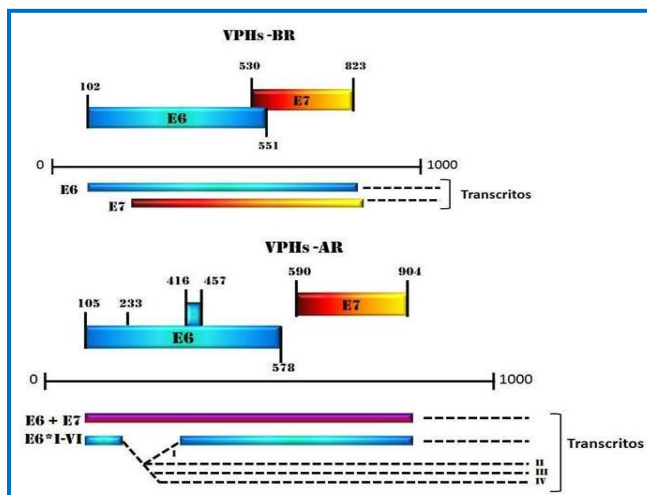 VPHs-BR
530 823
102
E7
E6
551
0 1000
E6
E7
Transcritos
VPHs-AR
590 904
416 457
105 233
E7
E6
578
0 1000
E6 + E7
E6*I-VI
I
Transcritos
II
III
IV